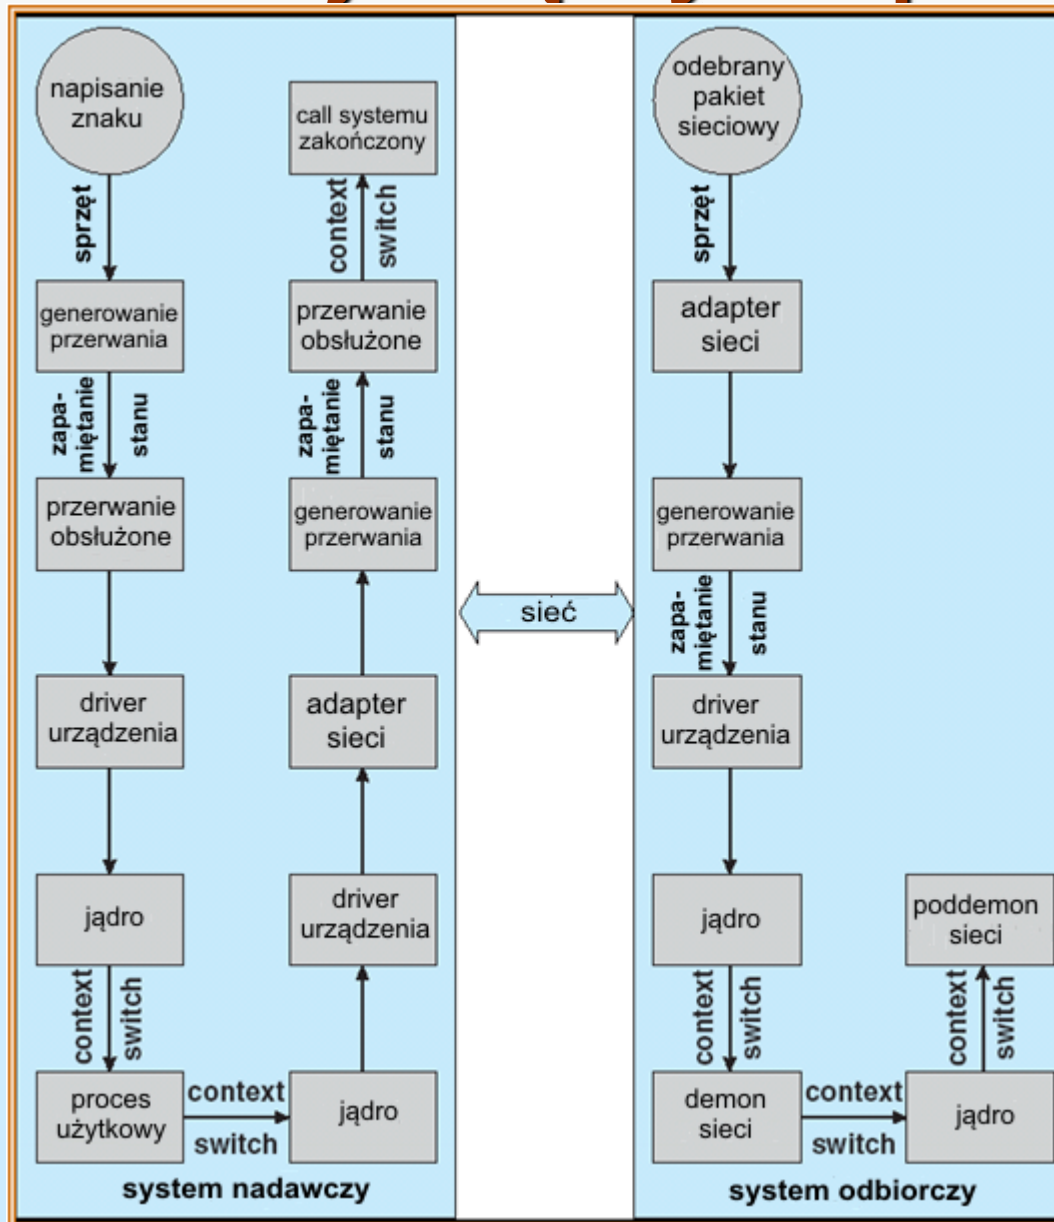 napisanie
znaku
sprzęt
generowanie
przerwania
zapa-
miętanie
stanu
przerwanie
obsłużone
driver
urządzenia
jądro
context
switch
proces
użytkowy
context
switch
jądro
driver
urządzenia
adapter
sieci
generowanie
przerwania
zapa-
miętanie
stanu
przerwanie
obsłużone
context
switch
call systemu
zakończony
system nadawczy
sieć
odebrany
pakiet
sieciowy
sprzęt
adapter
sieci
generowanie
przerwania
zapa-
miętanie
stanu
driver
urządzenia
jądro
context
switch
demon
sieci
context
switch
jądro
context
switch
poddemon
sieci
system odbiorczy